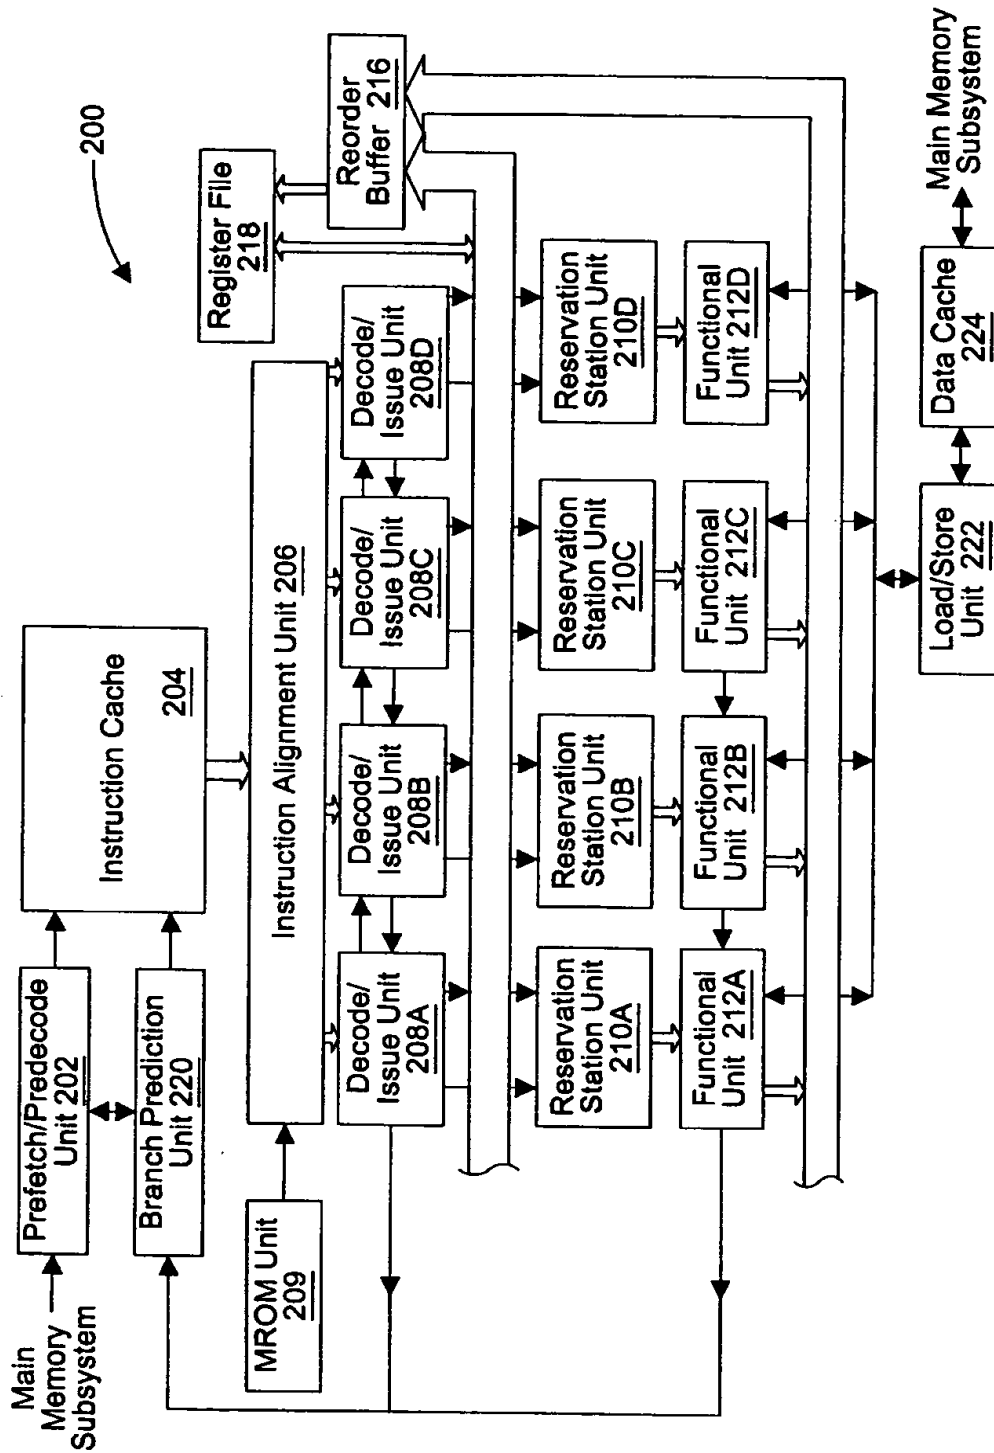 200
Main
Memory
Subsystem
Prefetch/Predecode
Unit 202
Branch Prediction
Unit 220
Instruction Cache
204
Register File
218
Reorder
Buffer 216
MROM Unit
209
Instruction Alignment Unit 206
Decode/
Issue Unit
208A
Decode/
Issue Unit
208B
Decode/
Issue Unit
208C
Decode/
Issue Unit
208D
Reservation
Station Unit
210A
Reservation
Station Unit
210B
Reservation
Station Unit
210C
Reservation
Station Unit
210D
Functional
Unit 212A
Functional
Unit 212B
Functional
Unit 212C
Functional
Unit 212D
Load/Store
Unit 222
Data Cache
224
Main Memory
Subsystem